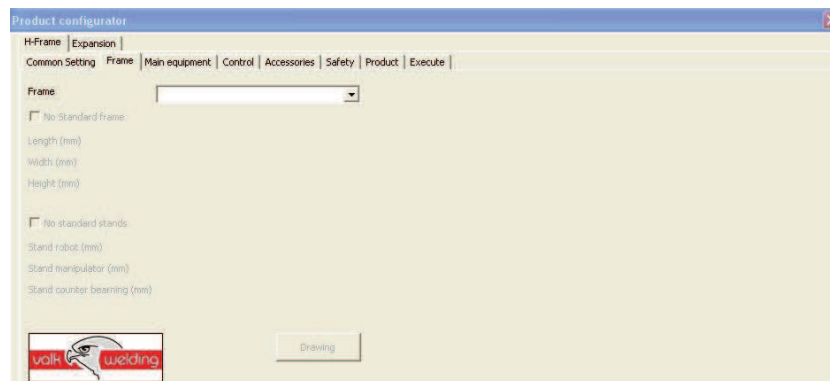 Product configurator
H-Frame Expansion
Common Setting Frame Main equipment Control Accessories Safety Product Execute
Frame
No Standard frame
Length (mm)
Width (mm)
Height (mm)
No standard stands
Stand robot (mm)
Stand manipulator (mm)
Stand counter bearning (mm)
Drawing
valk welding